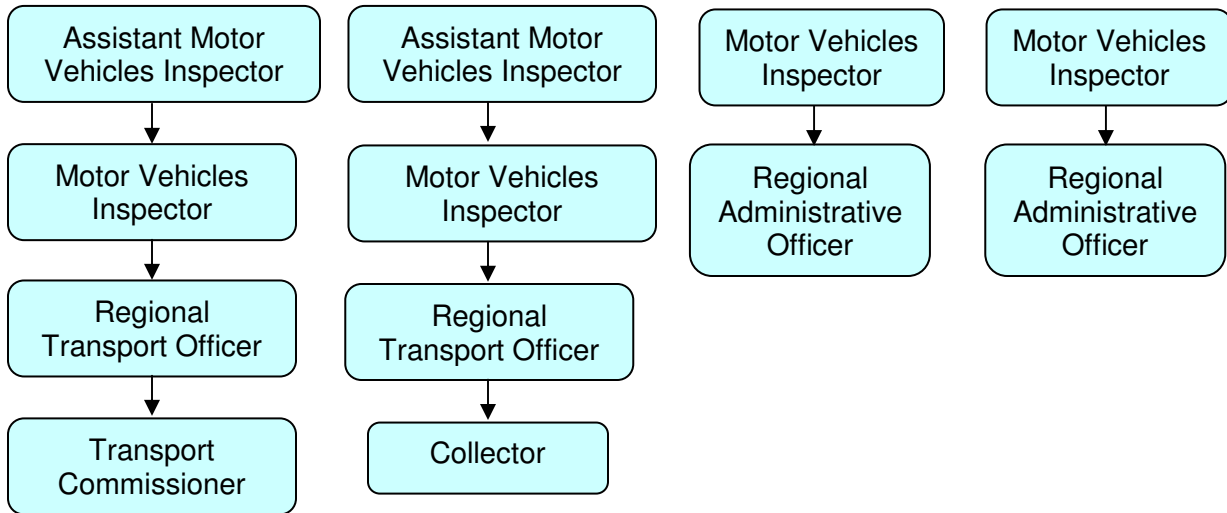 Assistant Motor
Vehicles Inspector
Motor Vehicles
Inspector
Regional
Transport Officer
Transport
Commissioner
Assistant Motor
Vehicles Inspector
Motor Vehicles
Inspector
Regional
Transport Officer
Collector
Motor Vehicles
Inspector
Regional
Administrative
Officer
Motor Vehicles
Inspector
Regional
Administrative
Officer